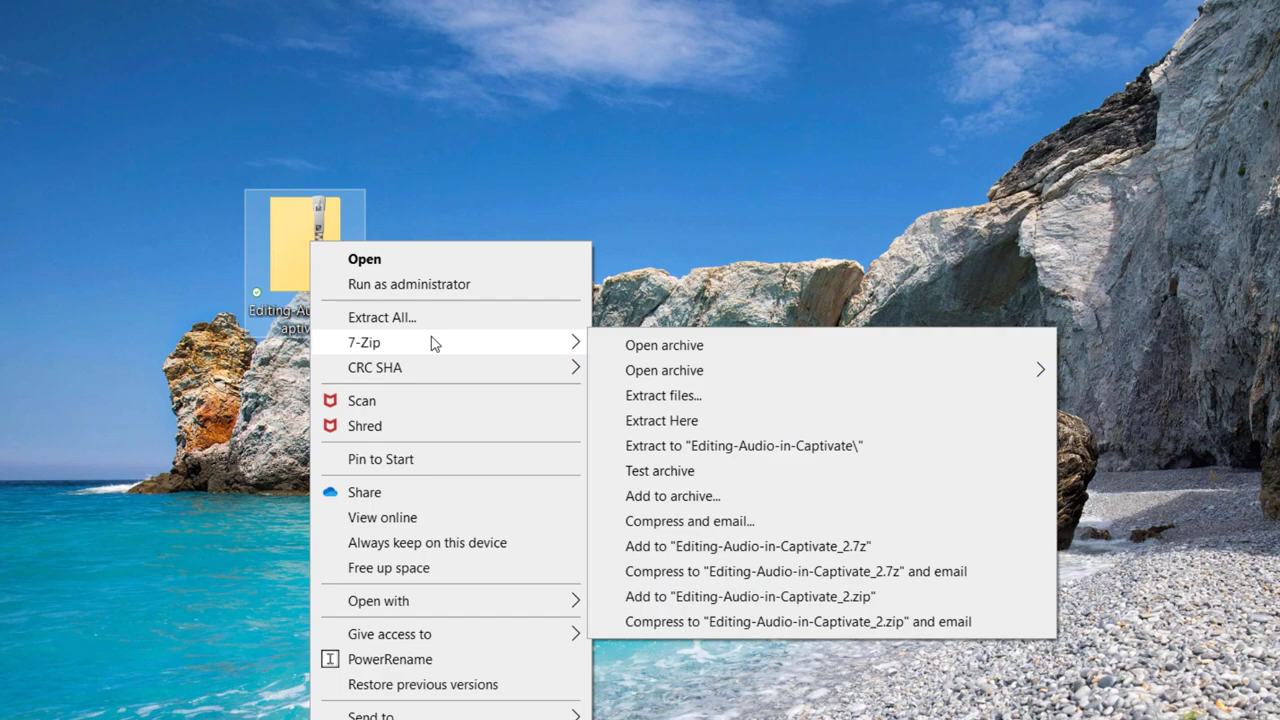 Editing-Au
aptiv
Open
Run as administrator
Extract All...
7-Zip
CRC SHA
Scan
Shred
Pin to Start
Share
View online
Always keep on this device
Free up space
Open with
Give access to
PowerRename
Restore previous versions
Send to
Open archive
Open archive
Extract files...
Extract Here
Extract to "Editing-Audio-in-Captivate\"
Test archive
Add to archive...
Compress and email...
Add to "Editing-Audio-in-Captivate_2.7z"
Compress to "Editing-Audio-in-Captivate_2.7z" and email
Add to "Editing-Audio-in-Captivate_2.zip"
Compress to "Editing-Audio-in-Captivate_2.zip" and email